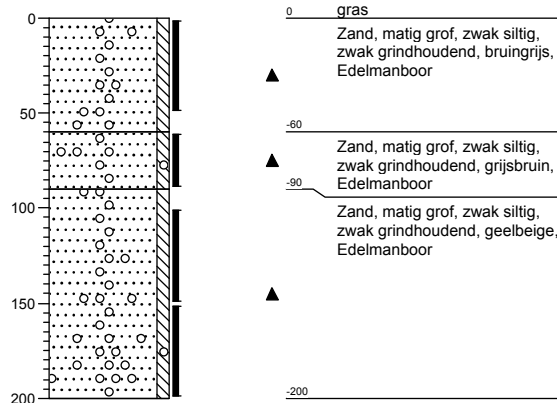 0
50
100
150
200
0
gras
Zand, matig grof, zwak siltig,
zwak grindhoudend, bruingrijs,
Edelmanboor
-60
Zand, matig grof, zwak siltig,
zwak grindhoudend, grijsbruin,
Edelmanboor
-90
Zand, matig grof, zwak siltig,
zwak grindhoudend, geelbeige,
Edelmanboor
-200